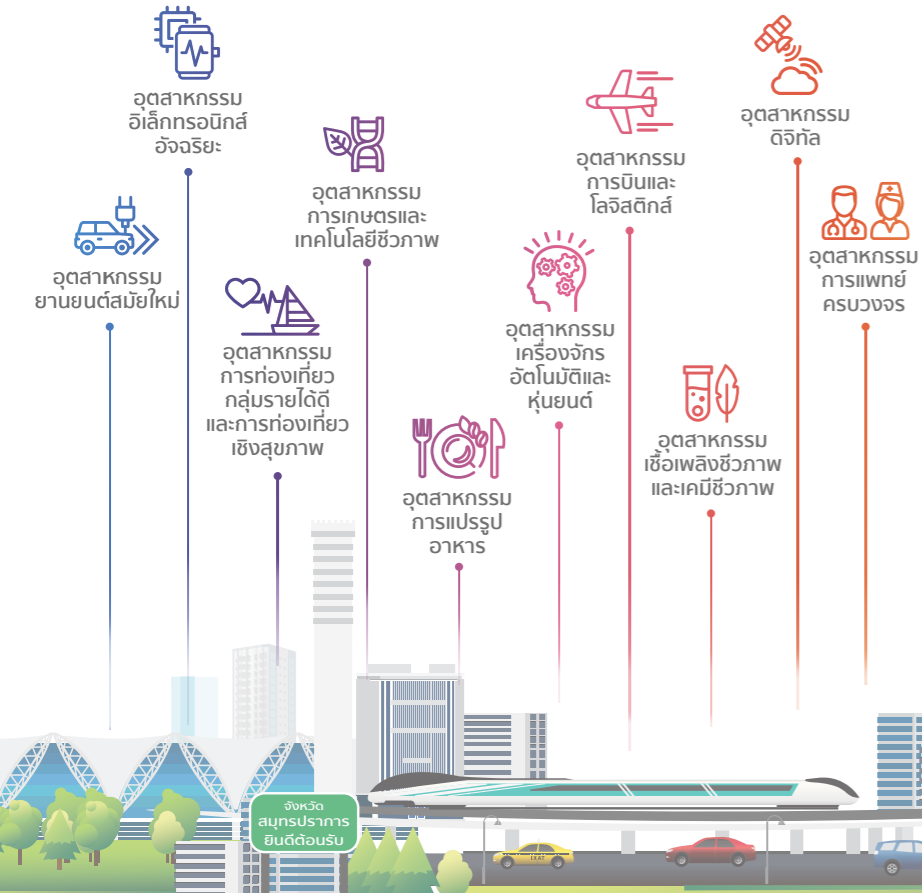 อุตสาหกรรม
อิเล็กทรอนิกส์
อัจฉริยะ
อุตสาหกรรม
ดิจิทัล
อุตสาหกรรม
การบินและ
โลจิสติกส์
อุตสาหกรรม
การเกษตรและ
เทคโนโลยีชีวภาพ
อุตสาหกรรม
การแพทย์
ครบวงจร
อุตสาหกรรม
ยานยนต์สมัยใหม่
อุตสาหกรรม
เครื่องจักร
อัตโนมัติและ
หุ่นยนต์
อุตสาหกรรม
การท่องเที่ยว
กลุ่มรายได้ดี
และการท่องเที่ยว
เชิงสุขภาพ
อุตสาหกรรม
เชื้อเพลิงชีวภาพ
และเคมีชีวภาพ
อุตสาหกรรม
การแปรรูป
อาหาร
จังหวัด
สมุทรปราการ
ยินดีต้อนรับ